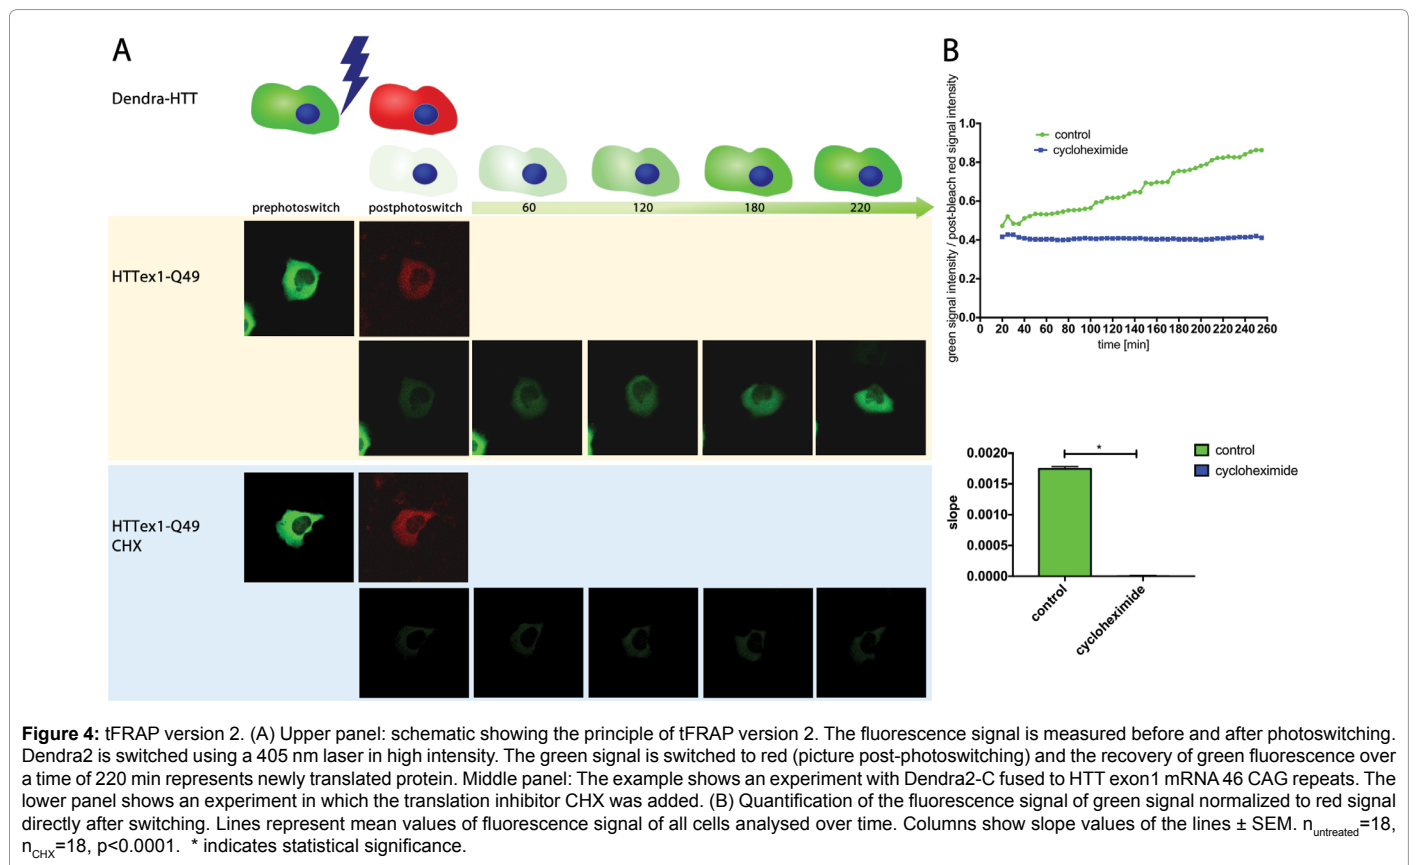 A
Dendra-HTT
prephotoswitch
postphotoswitch
60
120
180
220
HTTex1-Q49
HTTex1-Q49
CHX
B
green signal intensity / post-bleach red signal intensity
1.0
0.8
0.6
0.4
0.2
0.0
control
cycloheximide
0 20 40 60 80 100 120 140 160 180 200 220 240 260
time [min]
slope
0.0020
0.0015
0.0010
0.0005
0.0000
*
control
cycloheximide
control
cycloheximide
Figure 4: tFRAP version 2. (A) Upper panel: schematic showing the principle of tFRAP version 2. The fluorescence signal is measured before and after photoswitching.
Dendra2 is switched using a 405 nm laser in high intensity. The green signal is switched to red (picture post-photoswitching) and the recovery of green fluorescence over
a time of 220 min represents newly translated protein. Middle panel: The example shows an experiment with Dendra2-C fused to HTT exon1 mRNA 46 CAG repeats. The
lower panel shows an experiment in which the translation inhibitor CHX was added. (B) Quantification of the fluorescence signal of green signal normalized to red signal
directly after switching. Lines represent mean values of fluorescence signal of all cells analysed over time. Columns show slope values of the lines ± SEM. n untreated=18,
n CHX=18, p<0.0001. * indicates statistical significance.